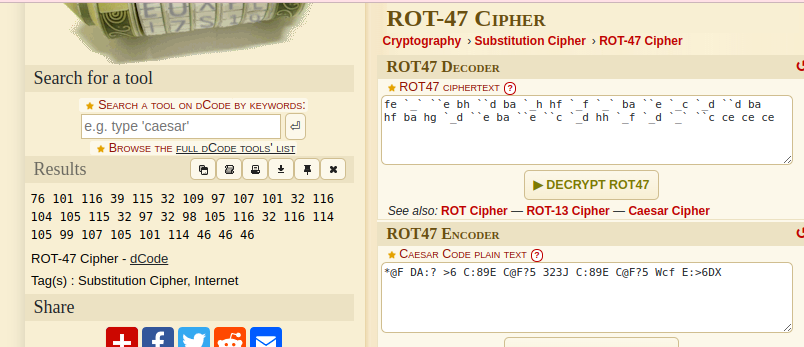 ROT-47 CIPHER
Cryptography › Substitution Cipher › ROT-47 Cipher
ROT47 DECODER
★ ROT47 CIPHERTEXT ?
fe `_` ``e bh ``d ba `_h hf `_f `_` ba ``e `_c `_d ``d ba
hf ba hg `_d ``e ba ``e ``c `_d hh `_f `_d `_` ``c ce ce ce
▶ DECRYPT ROT47
See also: ROT Cipher — ROT-13 Cipher — Caesar Cipher
ROT47 ENCODER
★ CAESAR CODE PLAIN TEXT ?
*@F DA:? >6 C:89E C@F?5 323J C:89E C@F?5 Wcf E:>6DX
Search for a tool
★ SEARCH A TOOL ON DCODE BY KEYWORDS:
e.g. type 'caesar'
★ BROWSE THE FULL DCODE TOOLS' LIST
Results
76 101 116 39 115 32 109 97 107 101 32 116
104 105 115 32 97 32 98 105 116 32 116 114
105 99 107 105 101 114 46 46 46
ROT-47 Cipher - dCode
Tag(s) : Substitution Cipher, Internet
Share